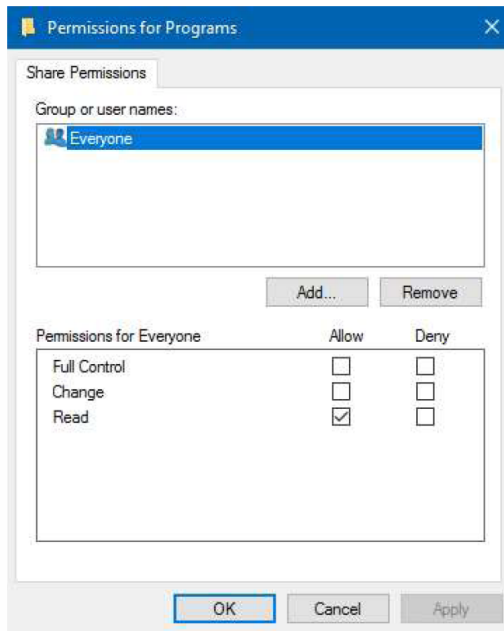 Permissions for Programs
Share Permissions
Group or user names:
Everyone
Add... Remove
Permissions for Everyone Allow Deny
Full Control
Change
Read
OK Cancel Apply